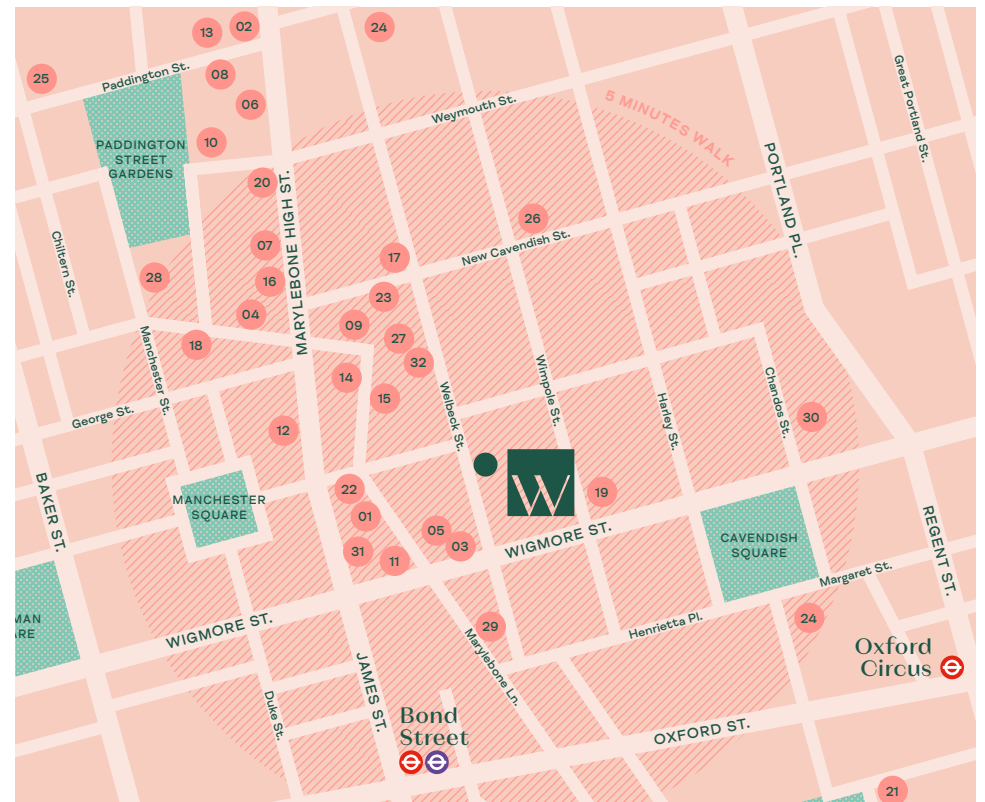 02
13
24
25
Paddington St.
08
06
Great Portland St.
5 MINUTES WALK
Weymouth St.
10
PADDINGTON
STREET
GARDENS
20
MARYLEBONE HIGH ST.
PORTLAND PL.
26
07
New Cavendish St.
17
Chiltern St.
28
16
23
04
09
18
27
32
Manchester St.
14
15
Wimpole St.
Welbeck St.
Harley St.
Chandos St.
George St.
12
30
BAKER ST.
22
MANCHESTER
SQUARE
W
19
01
05
03
31
11
WIGMORE ST.
CAVENDISH
SQUARE
REGENT ST.
Margaret St.
MAN
ARE
WIGMORE ST.
29
Henrietta Pl.
24
Marylebone Ln.
JAMES ST.
Oxford
Circus
Duke St.
Bond
Street
OXFORD ST.
21